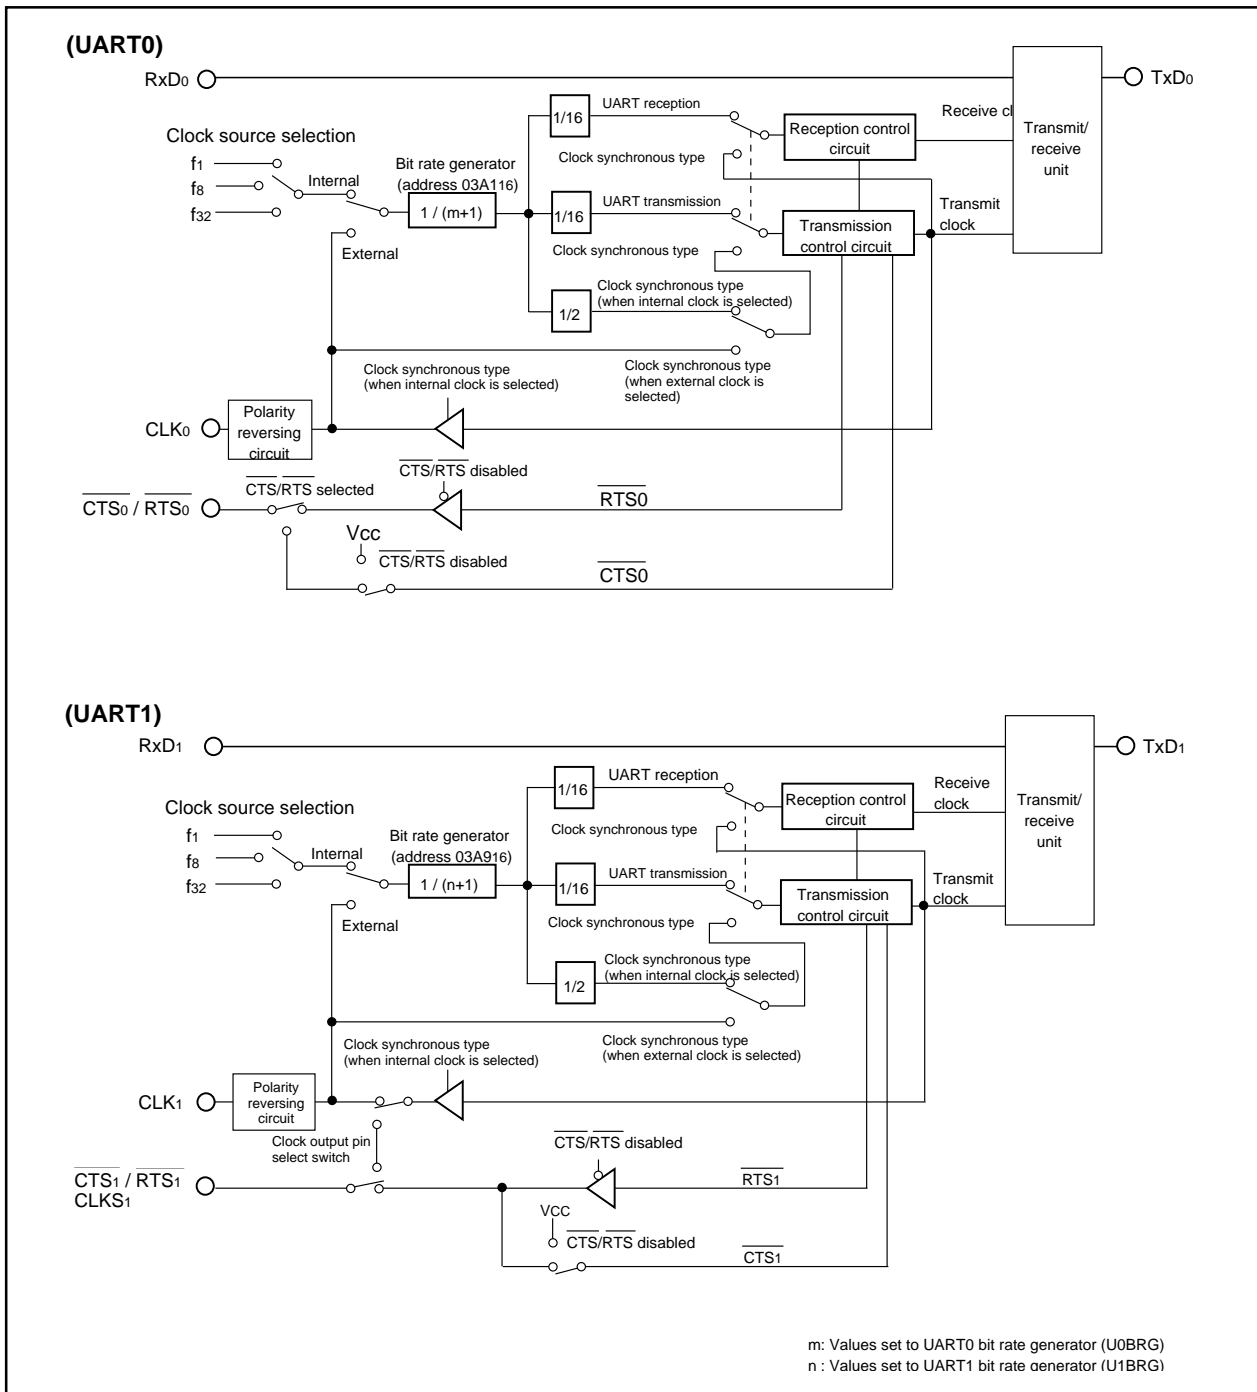 (UART0)
RxD0
TxD0
1/16
UART reception
Reception control
circuit
Receive cl
Transmit/
receive
unit
Clock source selection
f1
f8
f32
Internal
External
Bit rate generator
(address 03A116)
1 / (m+1)
Clock synchronous type
1/16
UART transmission
Transmission
control circuit
Transmit
clock
Clock synchronous type
1/2
Clock synchronous type
(when internal clock is selected)
Clock synchronous type
(when internal clock is selected)
Clock synchronous type
(when external clock is
selected)
CLK0
Polarity
reversing
circuit
CTS/RTS disabled
CTS0 / RTS0
CTS/RTS selected
RTS0
Vcc
CTS/RTS disabled
CTS0
(UART1)
RxD1
TxD1
1/16
UART reception
Reception control
circuit
Receive
clock
Transmit/
receive
unit
Clock source selection
f1
f8
f32
Internal
External
Bit rate generator
(address 03A916)
1 / (n+1)
Clock synchronous type
1/16
UART transmission
Transmission
control circuit
Transmit
clock
Clock synchronous type
1/2
Clock synchronous type
(when internal clock is selected)
Clock synchronous type
(when internal clock is selected)
Clock synchronous type
(when external clock is selected)
CLK1
Polarity
reversing
circuit
Clock output pin
select switch
CTS/RTS disabled
CTS1 / RTS1
CLKS1
RTS1
VCC
CTS/RTS disabled
CTS1
m: Values set to UART0 bit rate generator (U0BRG)
n : Values set to UART1 bit rate generator (U1BRG)